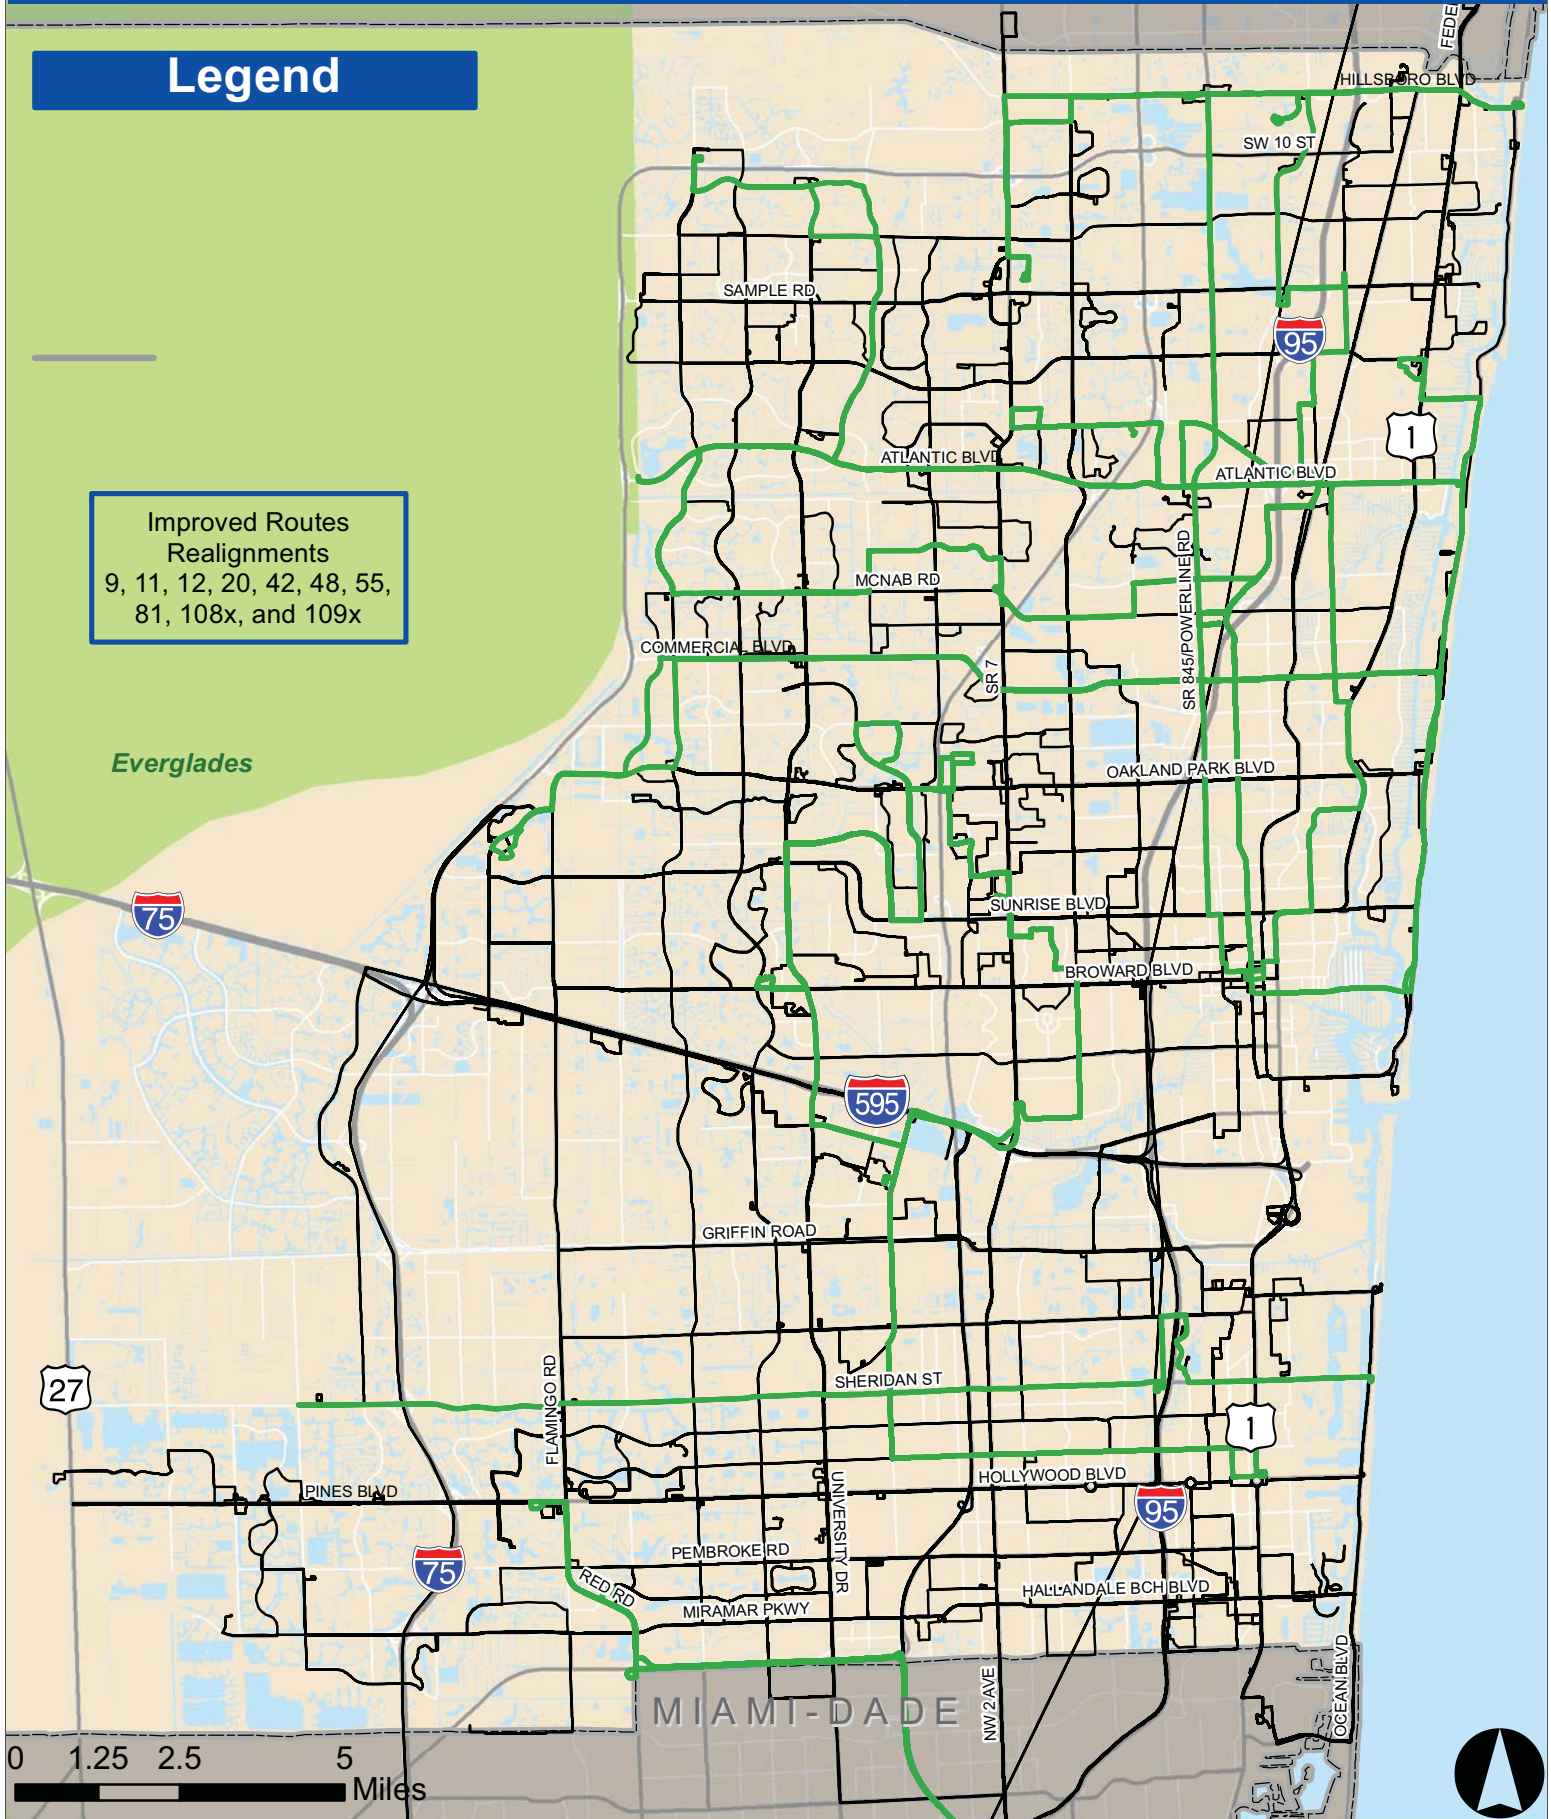 FEDE
Legend
HILLSBORO BLVD
SW 10 ST
SAMPLE RD
95
1
ATLANTIC BLVD
ATLANTIC BLVD
Improved Routes
Realignments
9, 11, 12, 20, 42, 48, 55,
81, 108x, and 109x
SR 845/POWERLINE RD
MCNAB RD
COMMERCIAL BLVD
SR 7
Everglades
OAKLAND PARK BLVD
75
SUNRISE BLVD
BROWARD BLVD
595
GRIFFIN ROAD
27
FLAMINGO RD
SHERIDAN ST
1
HOLLYWOOD BLVD
PINES BLVD
UNIVERSITY DR
95
75
PEMBROKE RD
RED RD
HALLANDALE BCH BLVD
MIRAMAR PKWY
OCEAN BLVD
NW 2 AVE
MIAMI-DADE
0 1.25 2.5 5
Miles